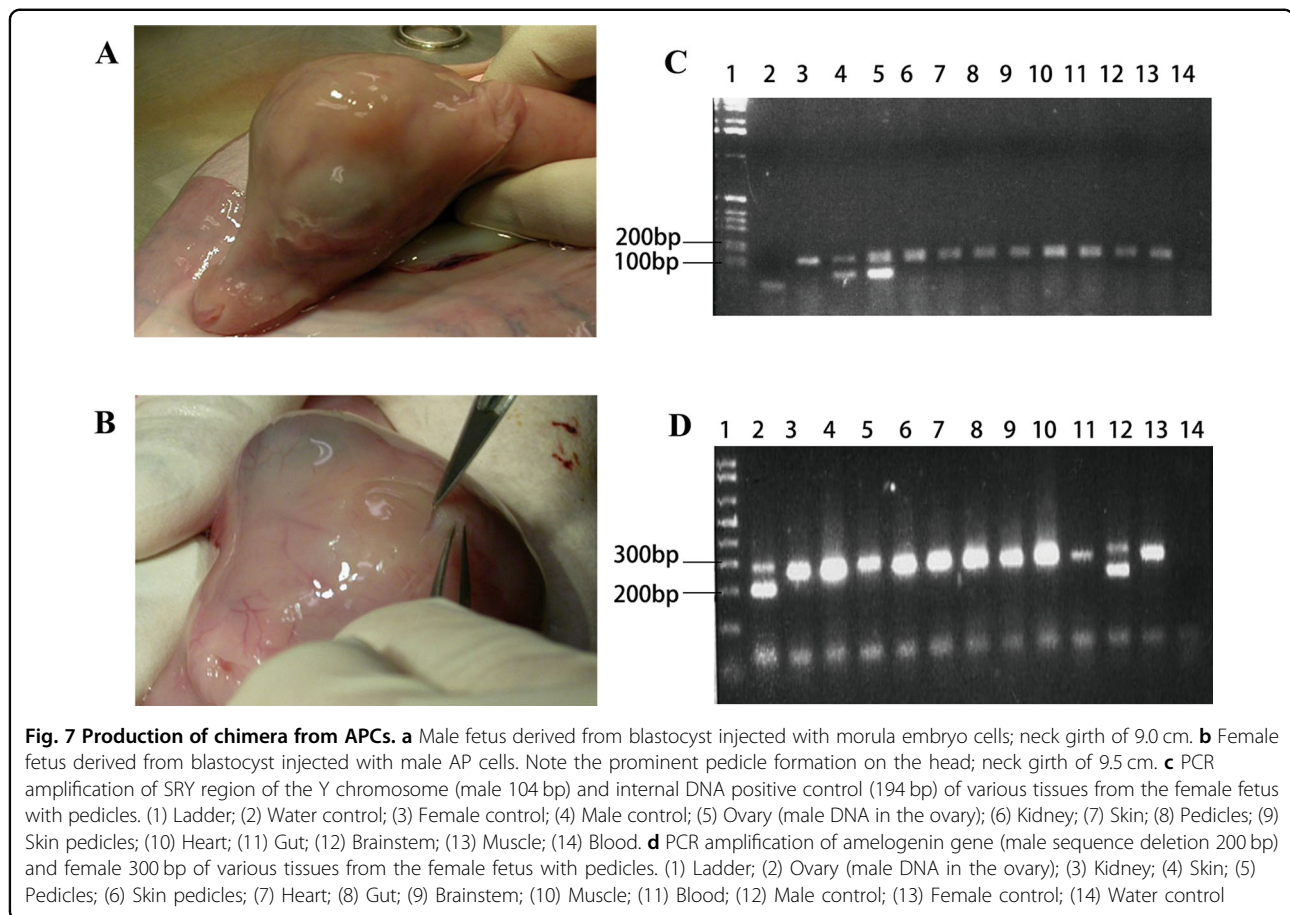 A
C
1 2 3 4 5 6 7 8 9 10 11 12 13 14
200bp
100bp
B
D
1 2 3 4 5 6 7 8 9 10 11 12 13 14
300bp
200bp
Fig. 7 Production of chimera from APCs. a Male fetus derived from blastocyst injected with morula embryo cells; neck girth of 9.0 cm. b Female
fetus derived from blastocyst injected with male AP cells. Note the prominent pedicle formation on the head; neck girth of 9.5 cm. c PCR
amplification of SRY region of the Y chromosome (male 104 bp) and internal DNA positive control (194 bp) of various tissues from the female fetus
with pedicles. (1) Ladder; (2) Water control; (3) Female control; (4) Male control; (5) Ovary (male DNA in the ovary); (6) Kidney; (7) Skin; (8) Pedicles; (9)
Skin pedicles; (10) Heart; (11) Gut; (12) Brainstem; (13) Muscle; (14) Blood. d PCR amplification of amelogenin gene (male sequence deletion 200 bp)
and female 300 bp of various tissues from the female fetus with pedicles. (1) Ladder; (2) Ovary (male DNA in the ovary); (3) Kidney; (4) Skin; (5)
Pedicles; (6) Skin pedicles; (7) Heart; (8) Gut; (9) Brainstem; (10) Muscle; (11) Blood; (12) Male control; (13) Female control; (14) Water control